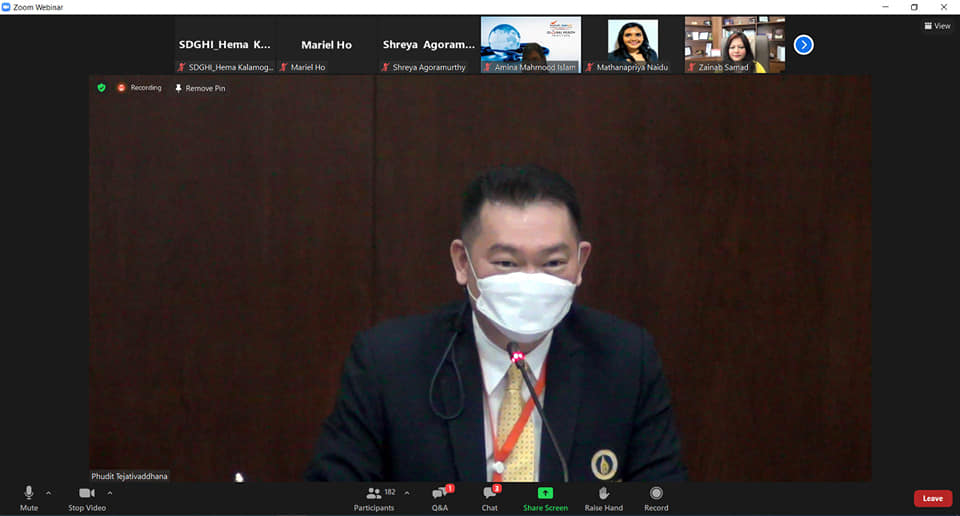 Zoom Webinar
View
SDGHI_Hema K...
Mariel Ho
Shreya Agoram...
SDGHI_Hema Kalamog...
Mariel Ho
Shreya Agoramurthy
Amina Mahmood Islam
Mathanapriya Naidu
Zainab Samad
Recording
Remove Pin
Phudit Tejativaddhana
182
1
3
Mute
Stop Video
Participants
Q&A
Chat
Share Screen
Raise Hand
Record
Leave